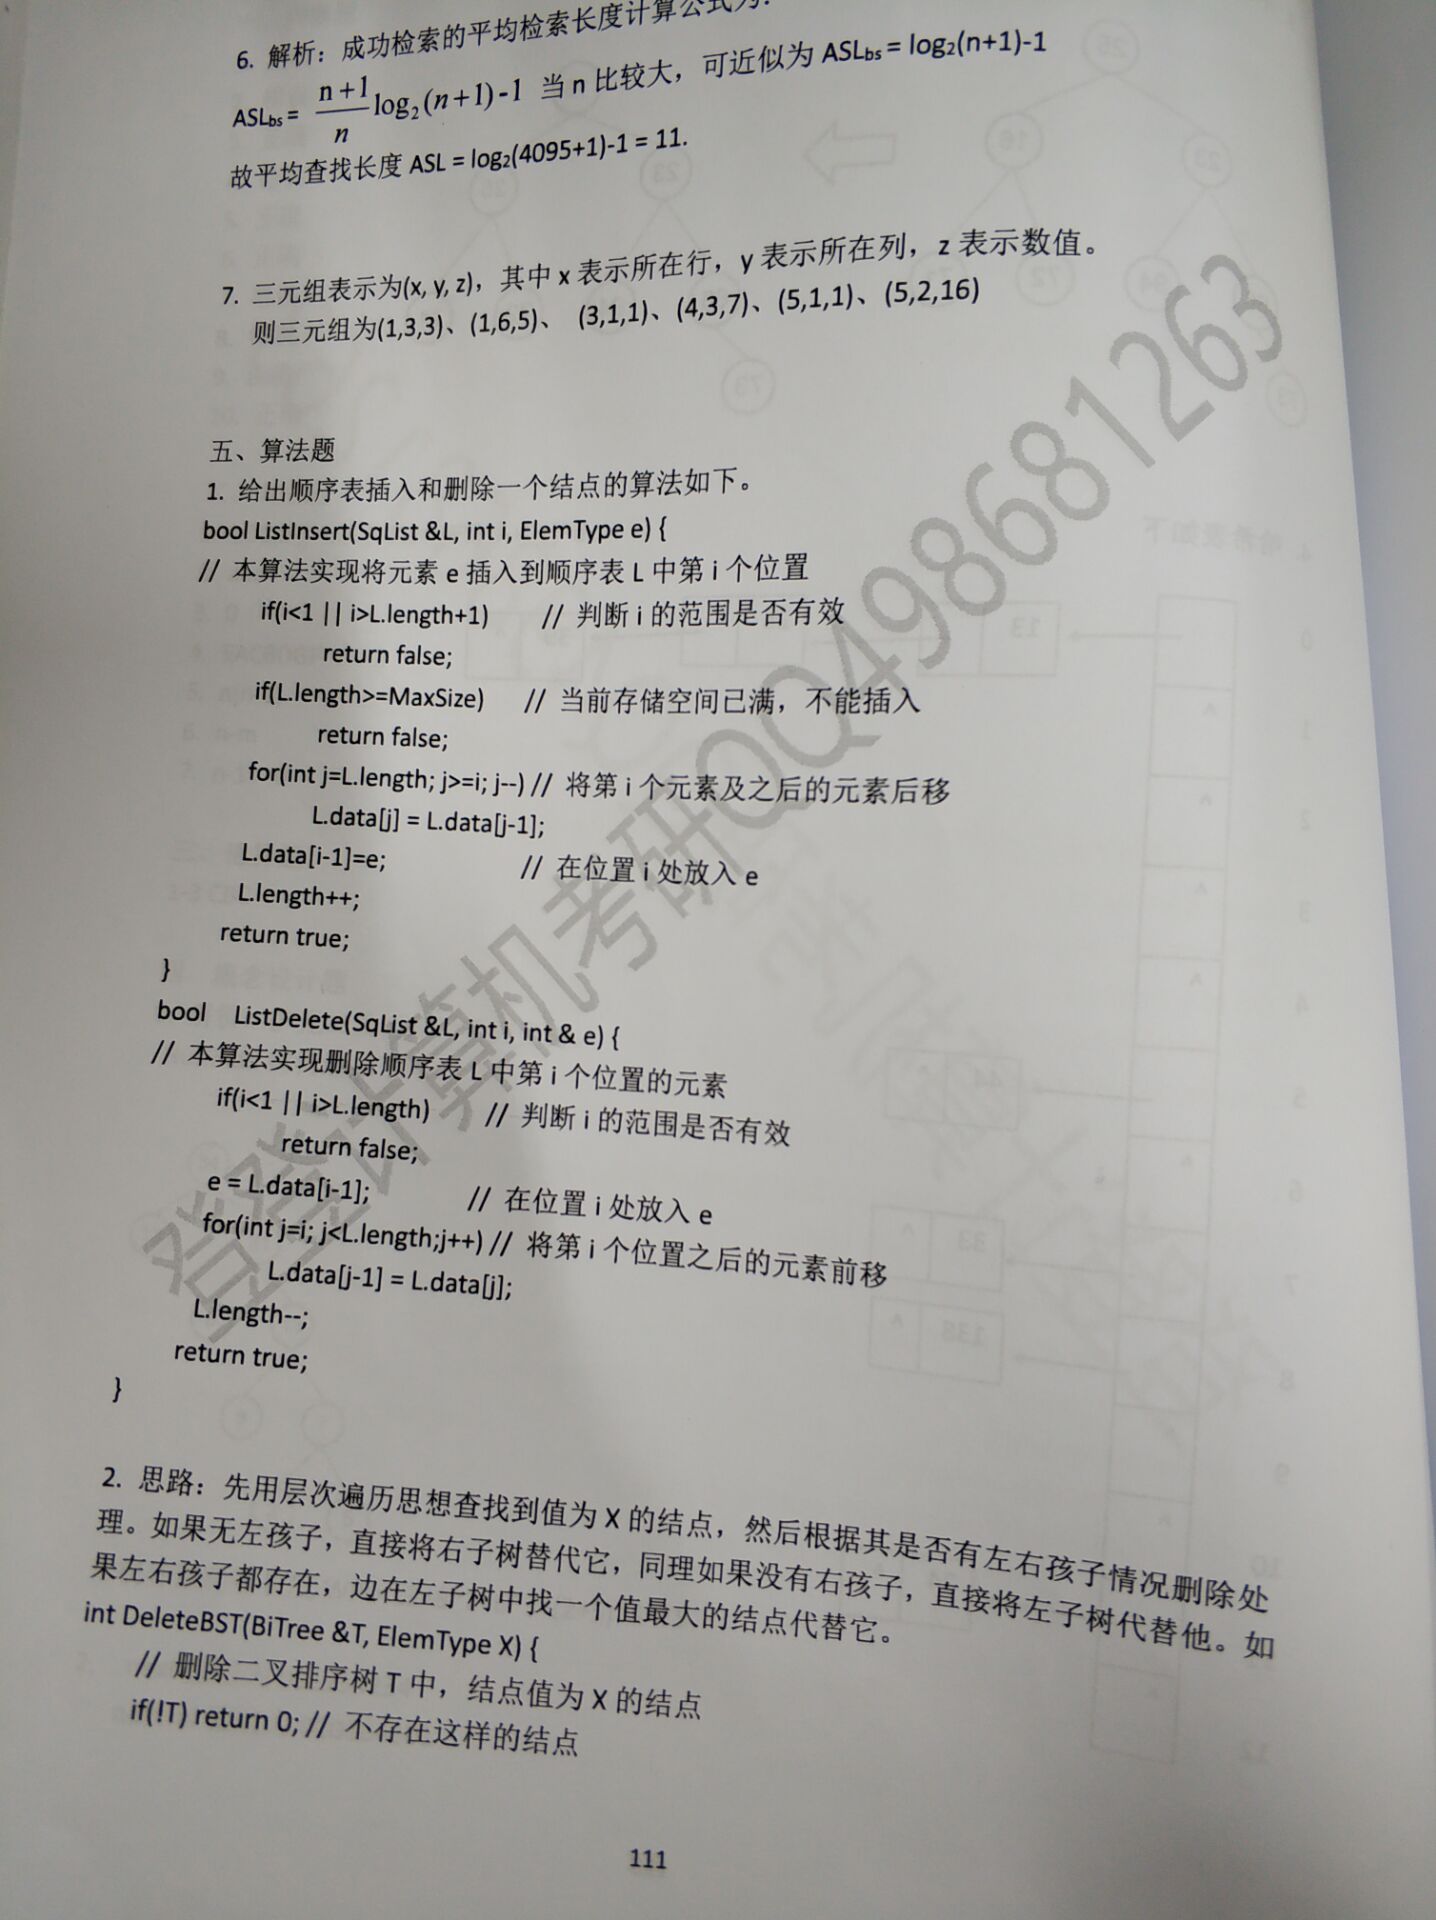 6. 解析：成功检索的平均检索长度计算公式为：
ASLbs = n+1/n log₂(n+1)-1 当 n 比较大，可近似为 ASLbs = log₂(n+1)-1
故平均查找长度 ASL = log₂(4095+1)-1 = 11.
7. 三元组表示为(x, y, z)，其中 x 表示所在行，y 表示所在列，z 表示数值。
则三元组为(1,3,3)、(1,6,5)、 (3,1,1)、(4,3,7)、(5,1,1)、(5,2,16)
五、算法题
1. 给出顺序表插入和删除一个结点的算法如下。
bool ListInsert(SqList &L, int i, ElemType e) {
// 本算法实现将元素 e 插入到顺序表 L 中第 i 个位置
if(i<1 || i>L.length+1) // 判断 i 的范围是否有效
return false;
if(L.length>=MaxSize) // 当前存储空间已满，不能插入
return false;
for(int j=L.length; j>=i; j--) // 将第 i 个元素及之后的元素后移
L.data[j] = L.data[j-1];
L.data[i-1]=e; // 在位置 i 处放入 e
L.length++;
return true;
}
bool ListDelete(SqList &L, int i, int & e) {
// 本算法实现删除顺序表 L 中第 i 个位置的元素
if(i<1 || i>L.length) // 判断 i 的范围是否有效
return false;
e = L.data[i-1]; // 在位置 i 处放入 e
for(int j=i; j<L.length;j++) // 将第 i 个位置之后的元素前移
L.data[j-1] = L.data[j];
L.length--;
return true;
}
2. 思路：先用层次遍历思想查找到值为 X 的结点，然后根据其是否有左右孩子情况删除处
理。如果无左孩子，直接将右子树替代它，同理如果没有右孩子，直接将左子树代替他。如
果左右孩子都存在，边在左子树中找一个值最大的结点代替它。
int DeleteBST(BiTree &T, ElemType X) {
// 删除二叉排序树 T 中，结点值为 X 的结点
if(!T) return 0; // 不存在这样的结点
111
登登计算机考研QQ498681263